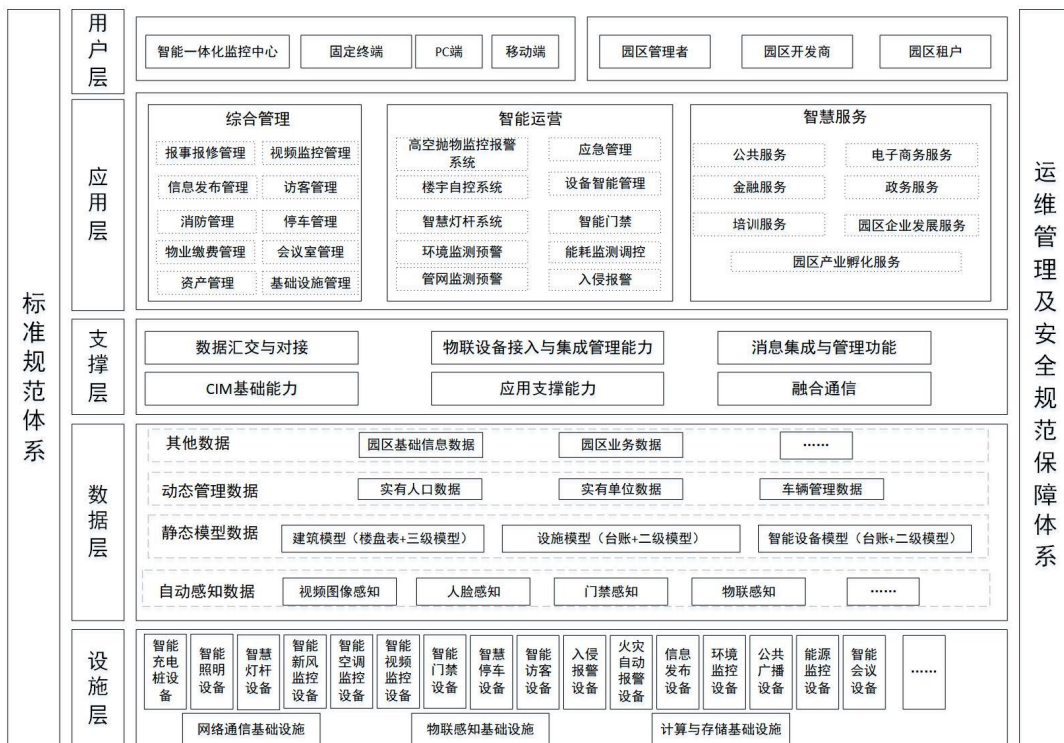 标准规范体系
用户层
智能一体化监控中心
固定终端
PC端
移动端
园区管理者
园区开发商
园区租户
应用层
综合管理
报事报修管理
视频监控管理
信息发布管理
访客管理
消防管理
停车管理
物业缴费管理
会议室管理
资产管理
基础设施管理
智能运营
高空抛物监控报警
系统
应急管理
楼宇自控系统
设备智能管理
智慧灯杆系统
智能门禁
环境监测预警
能耗监测调控
管网监测预警
入侵报警
智慧服务
公共服务
电子商务服务
金融服务
政务服务
培训服务
园区企业发展服务
园区产业孵化服务
支撑层
数据汇交与对接
物联设备接入与集成管理能力
消息集成与管理功能
CIM基础能力
应用支撑能力
融合通信
数据层
其他数据
园区基础信息数据
园区业务数据
......
动态管理数据
实有人口数据
实有单位数据
车辆管理数据
静态模型数据
建筑模型（楼盘表+三级模型）
设施模型（台账+二级模型）
智能设备模型（台账+二级模型）
自动感知数据
视频图像感知
人脸感知
门禁感知
物联感知
......
设施层
智能
充电
桩设
备
智能
照明
设备
智慧
灯杆
设备
智能
新风
监控
设备
智能
空调
监控
设备
智能
视频
监控
设备
智能
门禁
设备
智慧
停车
设备
智能
访客
设备
入侵
报警
设备
火灾
自动
报警
设备
信息
发布
设备
环境
监控
设备
公共
广播
设备
能源
监控
设备
智能
会议
设备
......
网络通信基础设施
物联感知基础设施
计算与存储基础设施
运维管理及安全规范保障体系